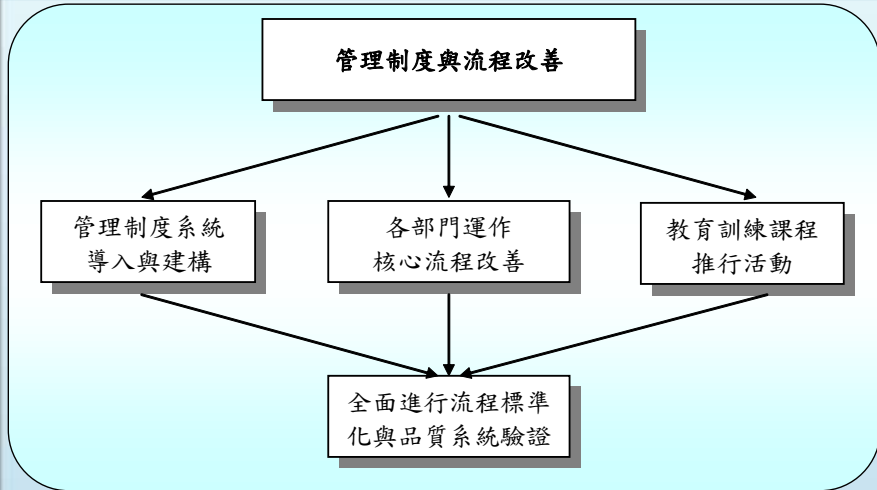 管理制度與流程改善
管理制度系統
導入與建構
各部門運作
核心流程改善
教育訓練課程
推行活動
全面進行流程標準
化與品質系統驗證